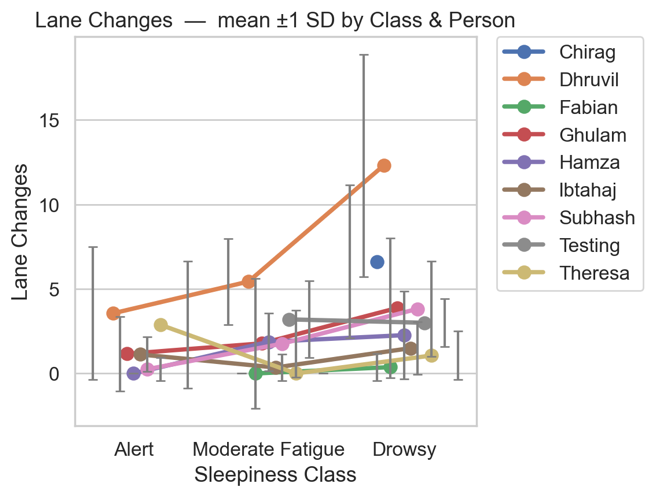 Lane Changes — mean ±1 SD by Class & Person
Lane Changes
15
10
5
0
Alert
Moderate Fatigue
Drowsy
Sleepiness Class
Chirag
Dhruvil
Fabian
Ghulam
Hamza
Ibtahaj
Subhash
Testing
Theresa